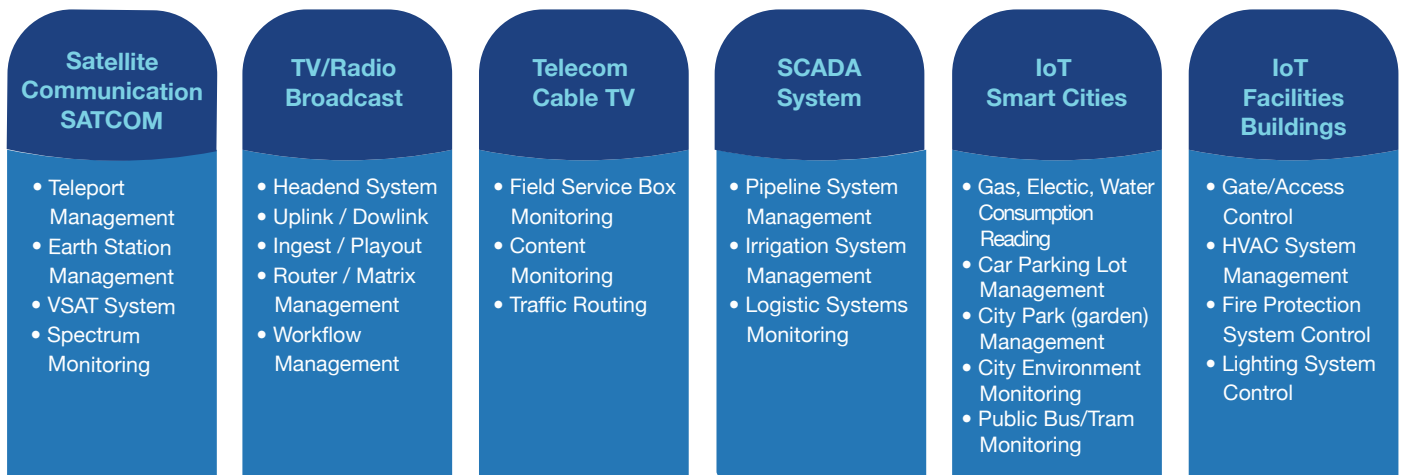 Satellite
Communication
SATCOM
• Teleport
Management
• Earth Station
Management
• VSAT System
• Spectrum
Monitoring
TV/Radio
Broadcast
• Headend System
• Uplink / Dowlink
• Ingest / Playout
• Router / Matrix
Management
• Workflow
Management
Telecom
Cable TV
• Field Service Box
Monitoring
• Content
Monitoring
• Traffic Routing
SCADA
System
• Pipeline System
Management
• Irrigation System
Management
• Logistic Systems
Monitoring
IoT
Smart Cities
• Gas, Electic, Water
Consumption
Reading
• Car Parking Lot
Management
• City Park (garden)
Management
• City Environment
Monitoring
• Public Bus/Tram
Monitoring
IoT
Facilities
Buildings
• Gate/Access
Control
• HVAC System
Management
• Fire Protection
System Control
• Lighting System
Control